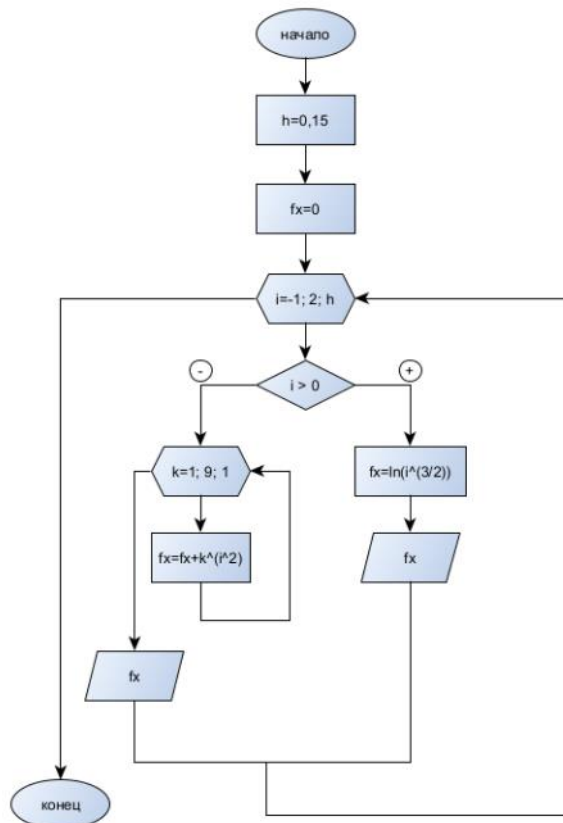 начало
h=0,15
fx=0
i=-1; 2; h
i > 0
-
+
k=1; 9; 1
fx=ln(i^(3/2))
fx=fx+k^(i^2)
fx
fx
конец